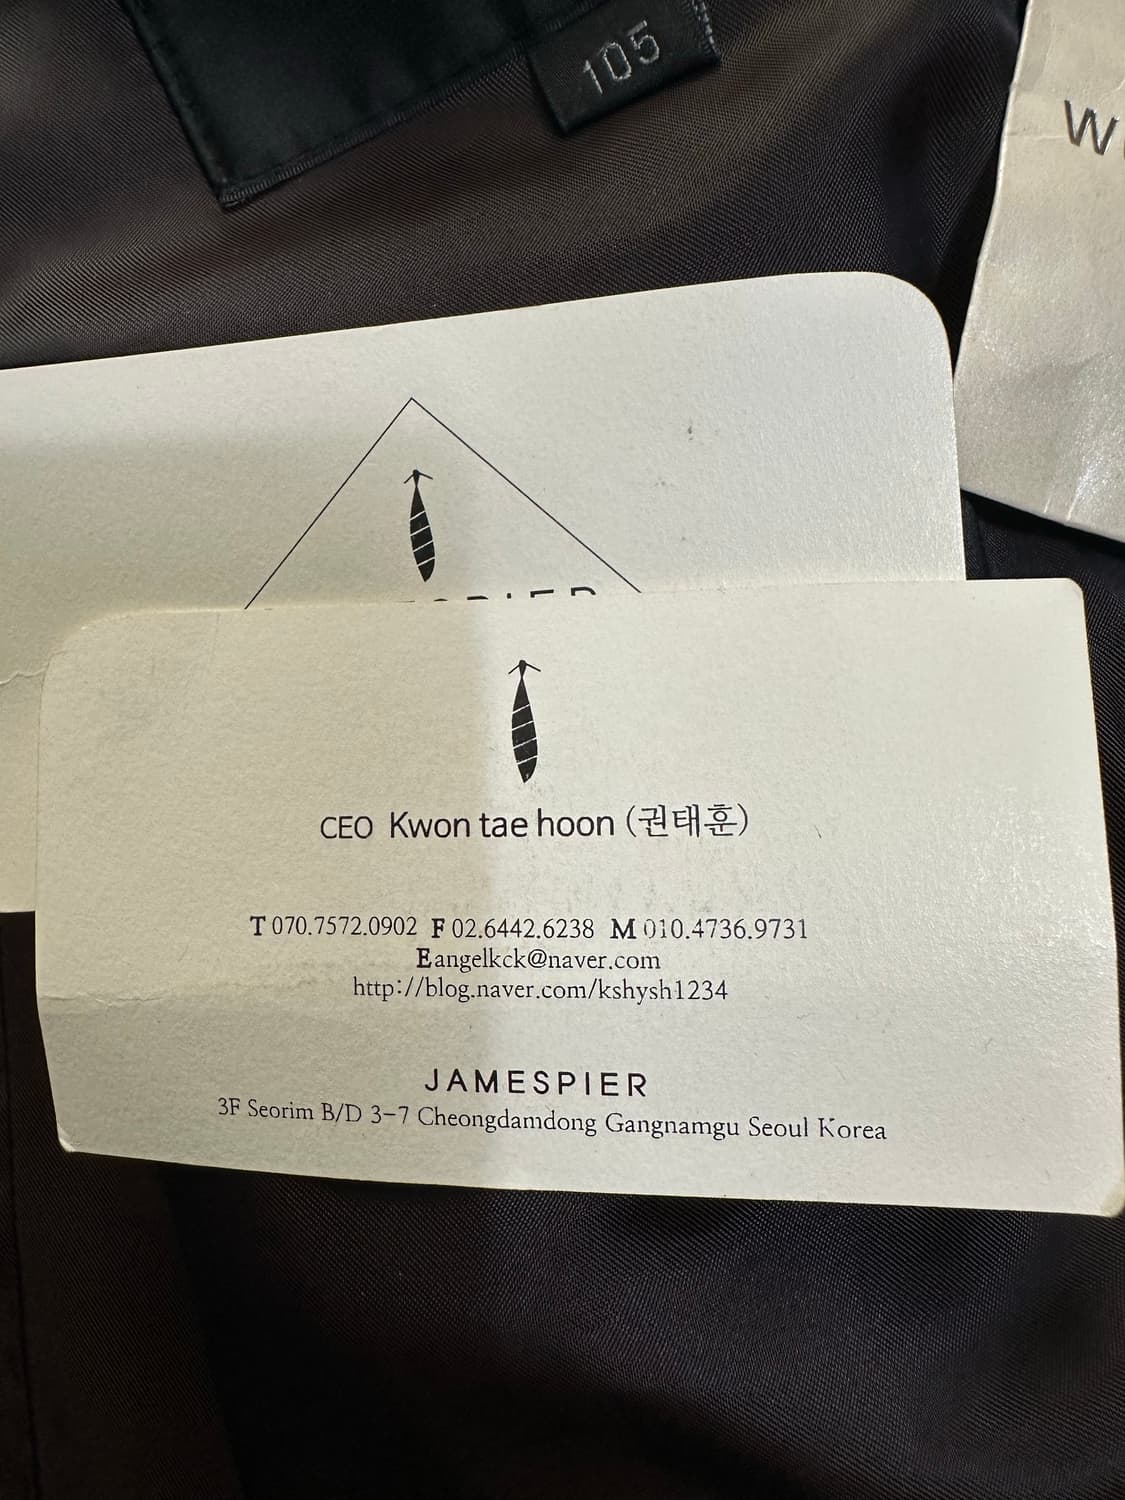 105
CEO Kwon tae hoon (권태훈)
T 070.7572.0902 F 02.6442.6238 M 010.4736.9731
E angelkck@naver.com
http://blog.naver.com/kshysh1234
JAMESPIER
3F Seorim B/D 3-7 Cheongdamdong Gangnamgu Seoul Korea